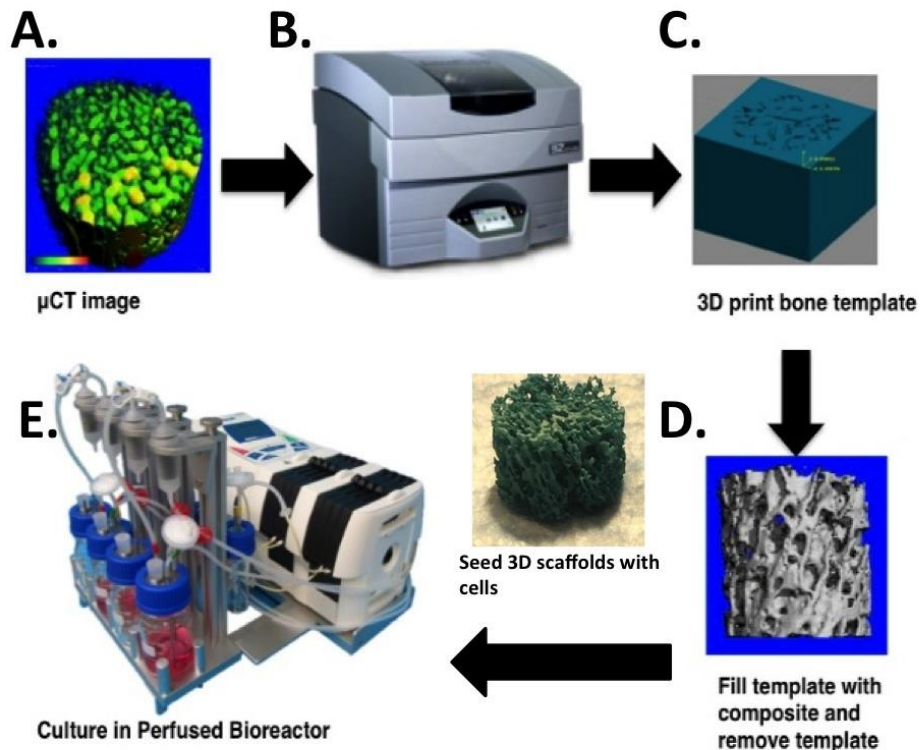 A.
B.
C.
µCT image
3D print bone template
E.
D.
Seed 3D scaffolds with
cells
Fill template with
composite and
remove template
Culture in Perfused Bioreactor